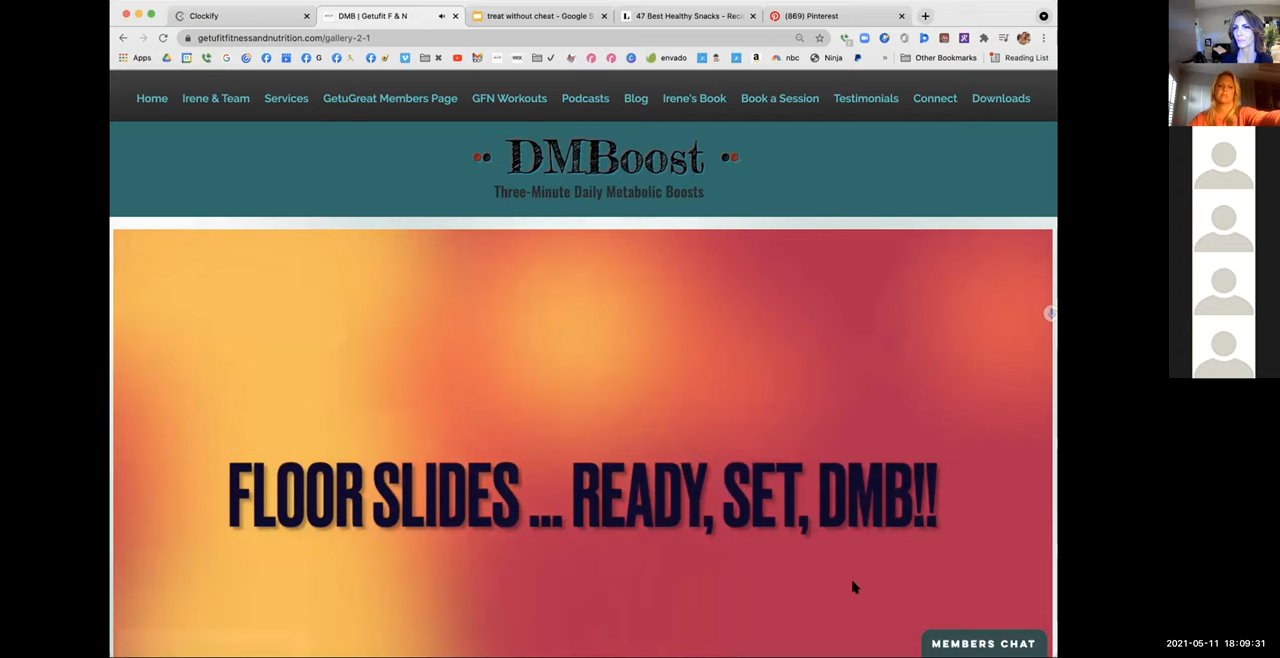 Clockify
DMB | Getufit F & N
treat without cheat - Google S
47 Best Healthy Snacks - Reci
(869) Pinterest
getufitfitnessandnutrition.com/gallery-2-1
Apps
G
envado
nbc
Ninja
»
Other Bookmarks
Reading List
Home
Irene & Team
Services
GetuGreat Members Page
GFN Workouts
Podcasts
Blog
Irene's Book
Book a Session
Testimonials
Connect
Downloads
DMBoost
Three-Minute Daily Metabolic Boosts
FLOOR SLIDES ... READY, SET, DMB!!
MEMBERS CHAT
2021-05-11 18:09:31